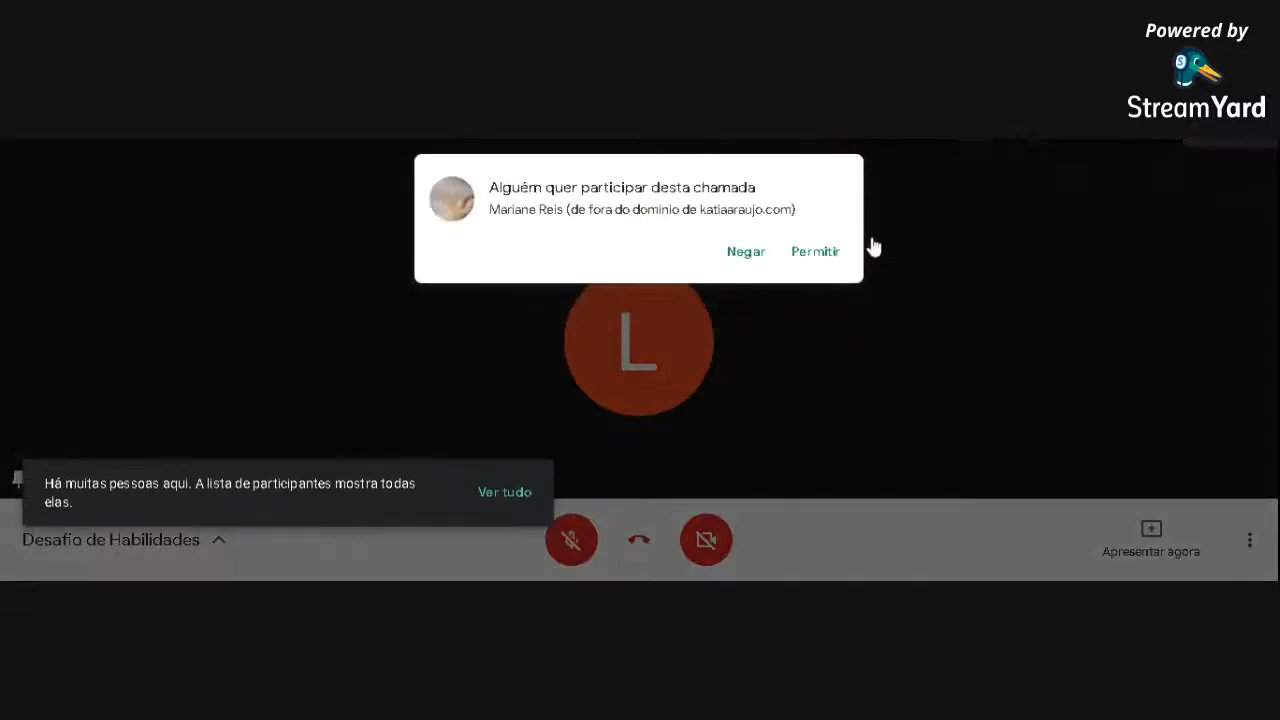 Powered by
StreamYard
Alguém quer participar desta chamada
Mariane Reis (de fora do domínio de katiaaraujo.com)
Negar Permitir
L
Há muitas pessoas aqui. A lista de participantes mostra todas
elas.
Ver tudo
Desafio de Habilidades
Apresentar agora